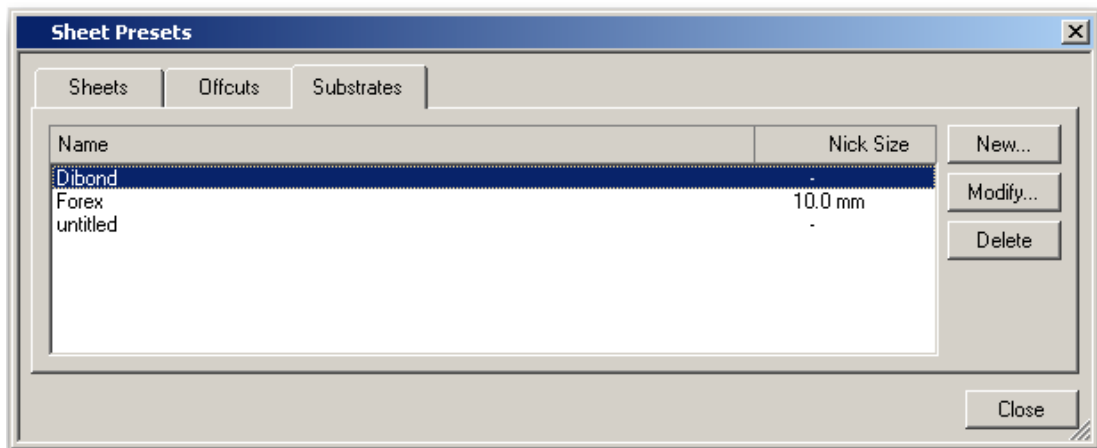 Sheet Presets
Sheets Offcuts Substrates
Name Nick Size New...
Dibond -
Forex 10.0 mm Modify...
untitled -
Delete
Close